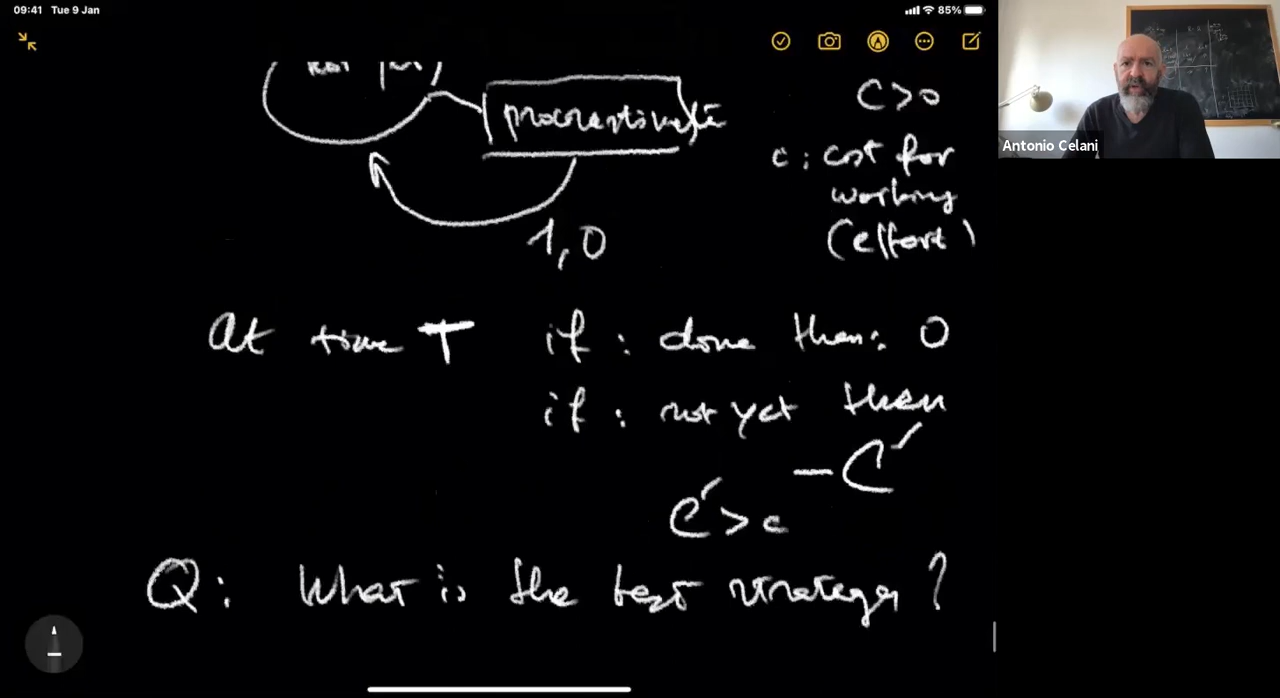 09:41 Tue 9 Jan
85%
Antonio Celani
procrastinate
C>0
c: cost for
working
(effort)
1,0
At time T if: done then: 0
if: not yet then
-C'
C'>c
Q: What is the best strategy?